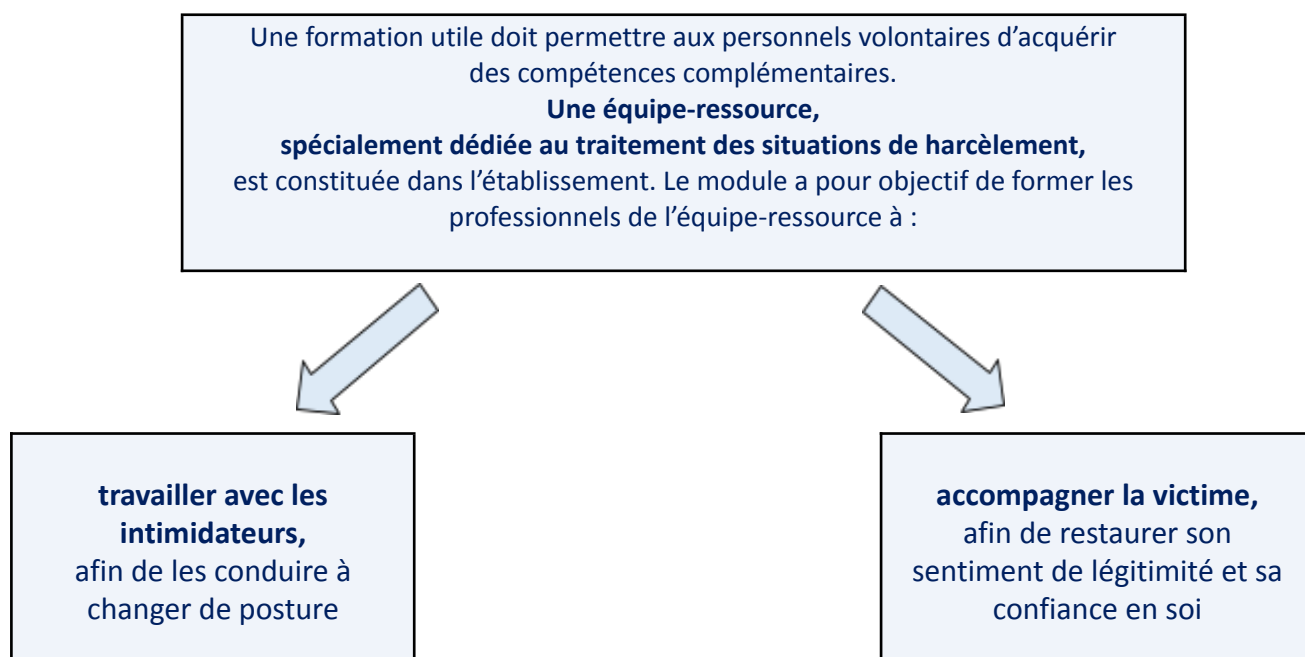 Une formation utile doit permettre aux personnels volontaires d’acquérir
des compétences complémentaires.
Une équipe-ressource,
spécialement dédiée au traitement des situations de harcèlement,
est constituée dans l’établissement. Le module a pour objectif de former les
professionnels de l’équipe-ressource à :
travailler avec les
intimidateurs,
afin de les conduire à
changer de posture
accompagner la victime,
afin de restaurer son
sentiment de légitimité et sa
confiance en soi